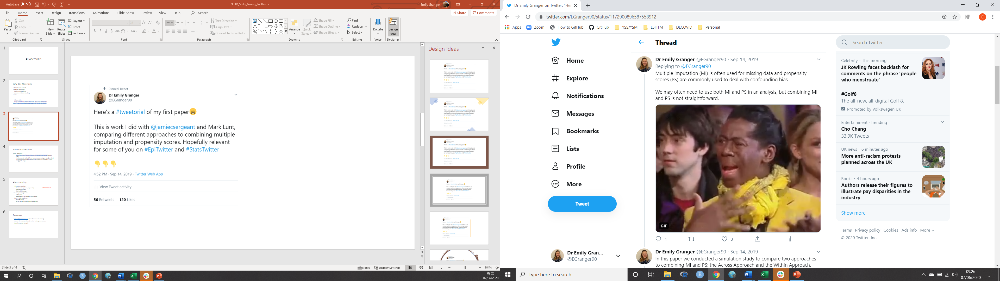 AutoSave Off
NIHR_Stats_Group_Twitter
Emily Granger
File Home Insert Design Transitions Animations Slide Show Review View Help Search
Share Comments
Paste
Cut
Copy
Format Painter
Clipboard
New Slide
Reuse Slides
Layout
Reset
Section
Slides
28
Font
Text Direction
Align Text
Convert to SmartArt
Paragraph
Arrange
Quick Styles
Shape Fill
Shape Outline
Shape Effects
Drawing
Find
Replace
Select
Editing
Dictate
Voice
Design Ideas
Designer
1
#Tweetorials
2
Why do a #tweetorial
3
4
#Tweetorial examples
5
#Tweetorial tips
6
Resources
Pinned Tweet
Dr Emily Granger
@EGranger90
Here's a #tweetorial of my first paper😁
This is work I did with @jamiecsergeant and Mark Lunt,
comparing different approaches to combining multiple
imputation and propensity scores. Hopefully relevant
for some of you on #EpiTwitter and #StatsTwitter
👇👇👇
4:52 PM · Sep 14, 2019 · Twitter Web App
View Tweet activity
56 Retweets 120 Likes
Design Ideas
Slide 3 of 6
Notes Display Settings 104%
09:26
07/06/2020
Dr Emily Granger on Twitter: "He
twitter.com/EGranger90/status/1172900896587558912
NP
E
Apps Zoom How to GitHub GitHub YSS/YSM LSHTM DECOVID Personal
Home
Explore
Notifications
Messages
Bookmarks
Lists
Profile
More
Tweet
Dr Emily Gran...
@EGranger90
Thread
Dr Emily Granger @EGranger90 · Sep 14, 2019
Replying to @EGranger90
Multiple imputation (MI) is often used for missing data and propensity
scores (PS) are commonly used to deal with confounding bias.
We may often need to use both MI and PS in an analysis, but combining MI
and PS is not straightforward.
GIF
1 3
Dr Emily Granger @EGranger90 · Sep 14, 2019
In this paper we conducted a simulation study to compare two approaches
to combining MI and PS: the Across Approach and the Within Approach.
Search Twitter
Celebrity · This morning
JK Rowling faces backlash for
comments on the phrase ‘people
who menstruate’
#Golf8
The all-new, all-digital Golf 8.
Promoted by Volkswagen UK
Entertainment · Trending
Cho Chang
33.9K Tweets
UK news · 6 minutes ago
More anti-racism protests
planned across the UK
Books · 4 hours ago
Authors release their figures to
illustrate pay disparities in the
industry
Show more
Terms Privacy policy Cookies Ads info More
© 2020 Twitter, Inc.
Type here to search
09:26
07/06/2020